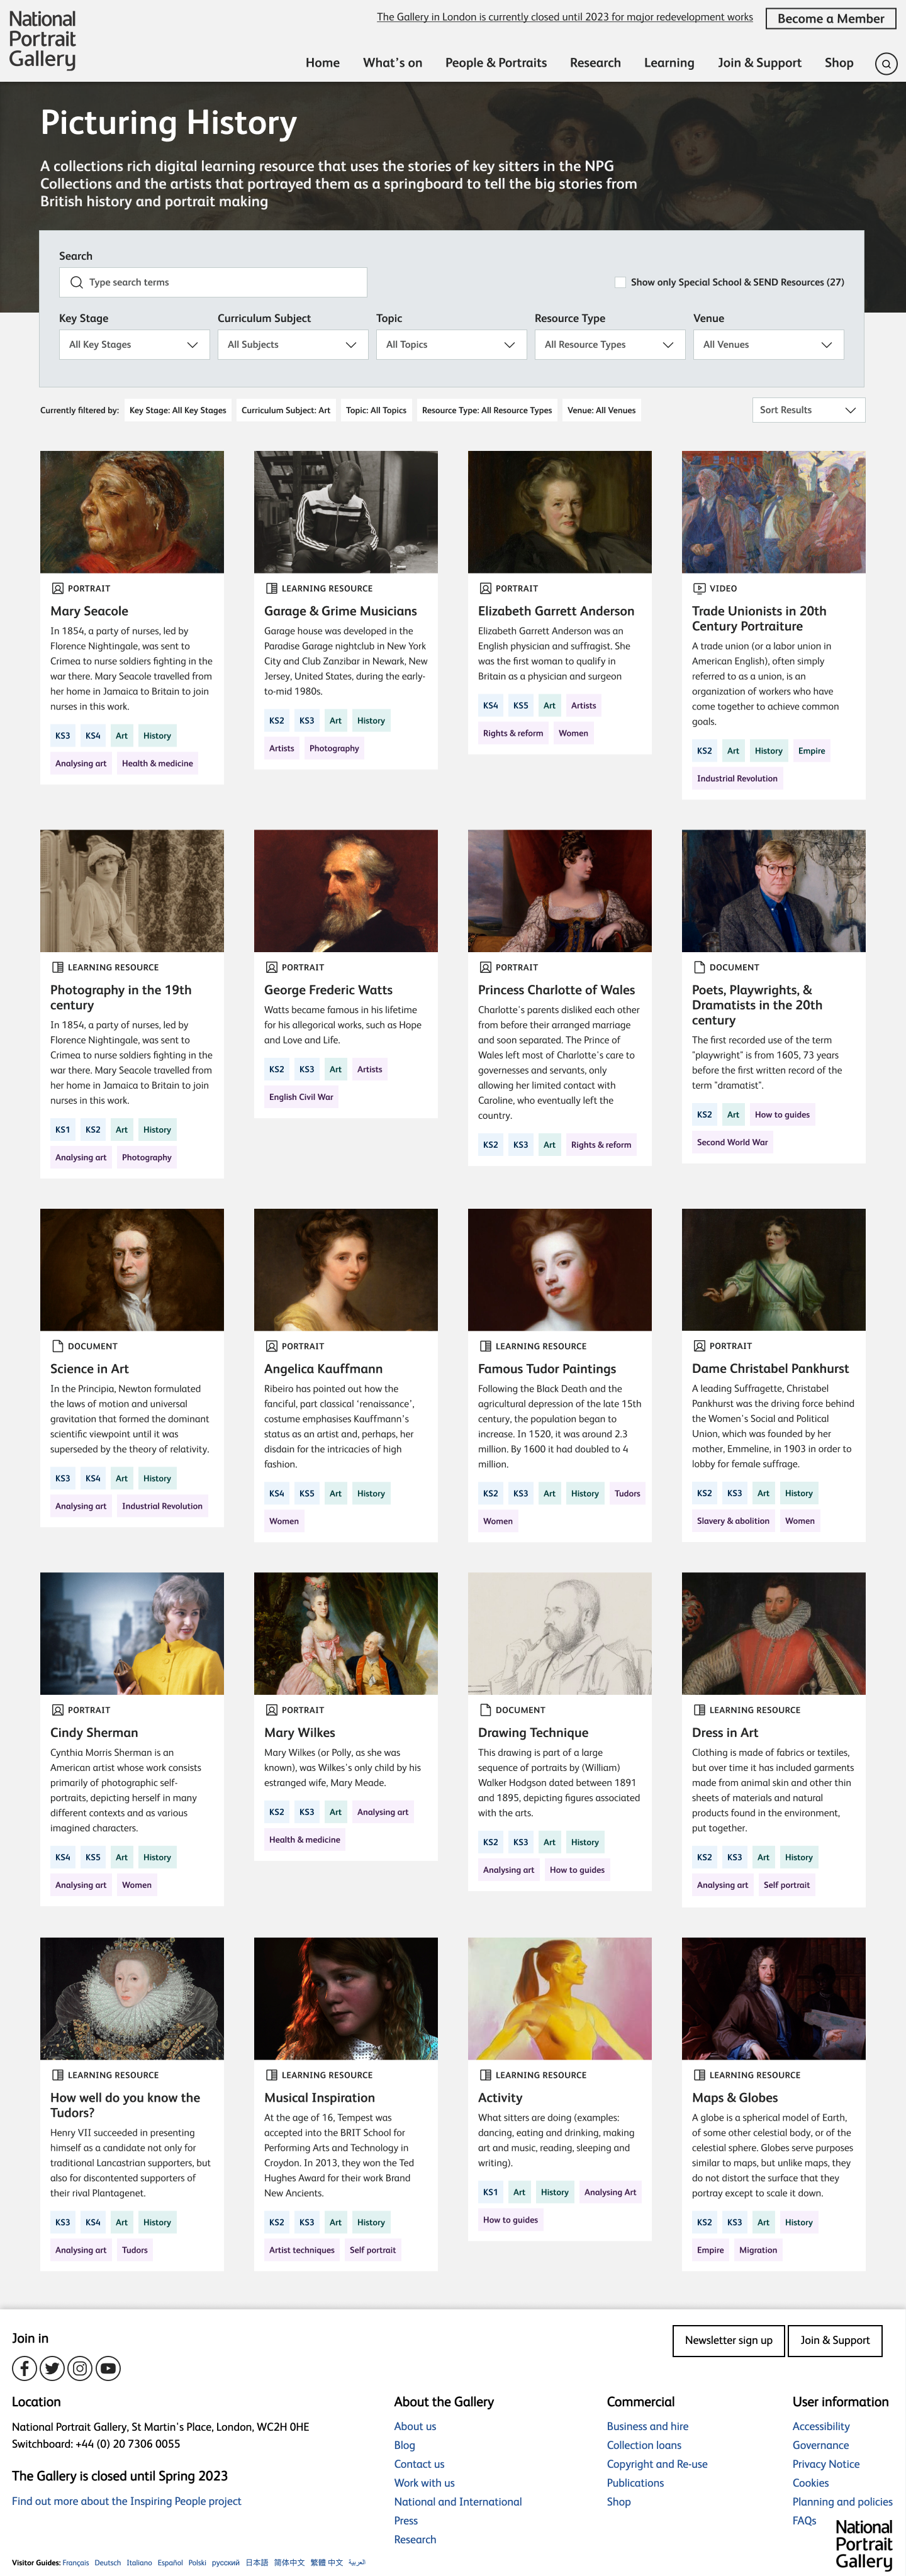 National
Portrait
Gallery
The Gallery in London is currently closed until 2023 for major redevelopment works
Become a Member
Home What's on People & Portraits Research Learning Join & Support Shop
Picturing History
A collections rich digital learning resource that uses the stories of key sitters in the NPG
Collections and the artists that portrayed them as a springboard to tell the big stories from
British history and portrait making
Search
Type search terms
Show only Special School & SEND Resources (27)
Key Stage Curriculum Subject Topic Resource Type Venue
All Key Stages All Subjects All Topics All Resource Types All Venues
Currently filtered by: Key Stage: All Key Stages Curriculum Subject: Art Topic: All Topics Resource Type: All Resource Types Venue: All Venues
Sort Results
PORTRAIT
Mary Seacole
In 1854, a party of nurses, led by
Florence Nightingale, was sent to
Crimea to nurse soldiers fighting in the
war there. Mary Seacole travelled from
her home in Jamaica to Britain to join
nurses in this work.
KS3 KS4 Art History
Analysing art Health & medicine
LEARNING RESOURCE
Garage & Grime Musicians
Garage house was developed in the
Paradise Garage nightclub in New York
City and Club Zanzibar in Newark, New
Jersey, United States, during the early-
to-mid 1980s.
KS2 KS3 Art History
Artists Photography
PORTRAIT
Elizabeth Garrett Anderson
Elizabeth Garrett Anderson was an
English physician and suffragist. She
was the first woman to qualify in
Britain as a physician and surgeon
KS4 KS5 Art Artists
Rights & reform Women
VIDEO
Trade Unionists in 20th
Century Portraiture
A trade union (or a labor union in
American English), often simply
referred to as a union, is an
organization of workers who have
come together to achieve common
goals.
KS2 Art History Empire
Industrial Revolution
LEARNING RESOURCE
Photography in the 19th
century
In 1854, a party of nurses, led by
Florence Nightingale, was sent to
Crimea to nurse soldiers fighting in the
war there. Mary Seacole travelled from
her home in Jamaica to Britain to join
nurses in this work.
KS1 KS2 Art History
Analysing art Photography
PORTRAIT
George Frederic Watts
Watts became famous in his lifetime
for his allegorical works, such as Hope
and Love and Life.
KS2 KS3 Art Artists
English Civil War
PORTRAIT
Princess Charlotte of Wales
Charlotte's parents disliked each other
from before their arranged marriage
and soon separated. The Prince of
Wales left most of Charlotte's care to
governesses and servants, only
allowing her limited contact with
Caroline, who eventually left the
country.
KS2 KS3 Art Rights & reform
DOCUMENT
Poets, Playwrights, &
Dramatists in the 20th
century
The first recorded use of the term
"playwright" is from 1605, 73 years
before the first written record of the
term "dramatist".
KS2 Art How to guides
Second World War
DOCUMENT
Science in Art
In the Principia, Newton formulated
the laws of motion and universal
gravitation that formed the dominant
scientific viewpoint until it was
superseded by the theory of relativity.
KS3 KS4 Art History
Analysing art Industrial Revolution
PORTRAIT
Angelica Kauffmann
Ribeiro has pointed out how the
fanciful, part classical 'renaissance',
costume emphasises Kauffmann's
status as an artist and, perhaps, her
disdain for the intricacies of high
fashion.
KS4 KS5 Art History
Women
LEARNING RESOURCE
Famous Tudor Paintings
Following the Black Death and the
agricultural depression of the late 15th
century, the population began to
increase. In 1520, it was around 2.3
million. By 1600 it had doubled to 4
million.
KS2 KS3 Art History Tudors
Women
PORTRAIT
Dame Christabel Pankhurst
A leading Suffragette, Christabel
Pankhurst was the driving force behind
the Women's Social and Political
Union, which was founded by her
mother, Emmeline, in 1903 in order to
lobby for female suffrage.
KS2 KS3 Art History
Slavery & abolition Women
PORTRAIT
Cindy Sherman
Cynthia Morris Sherman is an
American artist whose work consists
primarily of photographic self-
portraits, depicting herself in many
different contexts and as various
imagined characters.
KS4 KS5 Art History
Analysing art Women
PORTRAIT
Mary Wilkes
Mary Wilkes (or Polly, as she was
known), was Wilkes's only child by his
estranged wife, Mary Meade.
KS2 KS3 Art Analysing art
Health & medicine
DOCUMENT
Drawing Technique
This drawing is part of a large
sequence of portraits by (William)
Walker Hodgson dated between 1891
and 1895, depicting figures associated
with the arts.
KS2 KS3 Art History
Analysing art How to guides
LEARNING RESOURCE
Dress in Art
Clothing is made of fabrics or textiles,
but over time it has included garments
made from animal skin and other thin
sheets of materials and natural
products found in the environment,
put together.
KS2 KS3 Art History
Analysing art Self portrait
LEARNING RESOURCE
How well do you know the
Tudors?
Henry VII succeeded in presenting
himself as a candidate not only for
traditional Lancastrian supporters, but
also for discontented supporters of
their rival Plantagenet.
KS3 KS4 Art History
Analysing art Tudors
LEARNING RESOURCE
Musical Inspiration
At the age of 16, Tempest was
accepted into the BRIT School for
Performing Arts and Technology in
Croydon. In 2013, they won the Ted
Hughes Award for their work Brand
New Ancients.
KS2 KS3 Art History
Artist techniques Self portrait
LEARNING RESOURCE
Activity
What sitters are doing (examples:
dancing, eating and drinking, making
art and music, reading, sleeping and
writing).
KS1 Art History Analysing Art
How to guides
LEARNING RESOURCE
Maps & Globes
A globe is a spherical model of Earth,
of some other celestial body, or of the
celestial sphere. Globes serve purposes
similar to maps, but unlike maps, they
do not distort the surface that they
portray except to scale it down.
KS2 KS3 Art History
Empire Migration
Join in
Newsletter sign up Join & Support
Location
National Portrait Gallery, St Martin's Place, London, WC2H 0HE
Switchboard: +44 (0) 20 7306 0055
The Gallery is closed until Spring 2023
Find out more about the Inspiring People project
About the Gallery
About us
Blog
Contact us
Work with us
National and International
Press
Research
Commercial
Business and hire
Collection loans
Copyright and Re-use
Publications
Shop
User information
Accessibility
Governance
Privacy Notice
Cookies
Planning and policies
FAQs
Visitor Guides: Français Deutsch Italiano Español Polski русский 日本語 简体中文 繁體中文 العربية
National
Portrait
Gallery